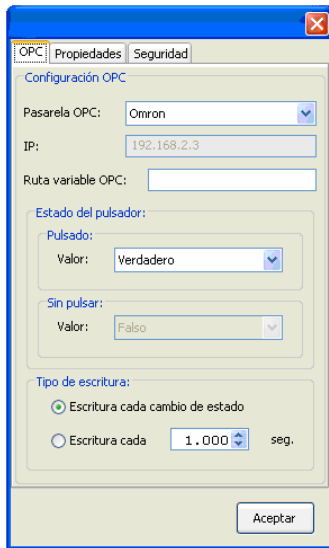 OPC Propiedades Seguridad
Configuración OPC
Pasarela OPC: Omron
IP: 192.168.2.3
Ruta variable OPC:
Estado del pulsador:
Pulsado:
Valor: Verdadero
Sin pulsar:
Valor: Falso
Tipo de escritura:
Escritura cada cambio de estado
Escritura cada 1.000 seg.
Aceptar